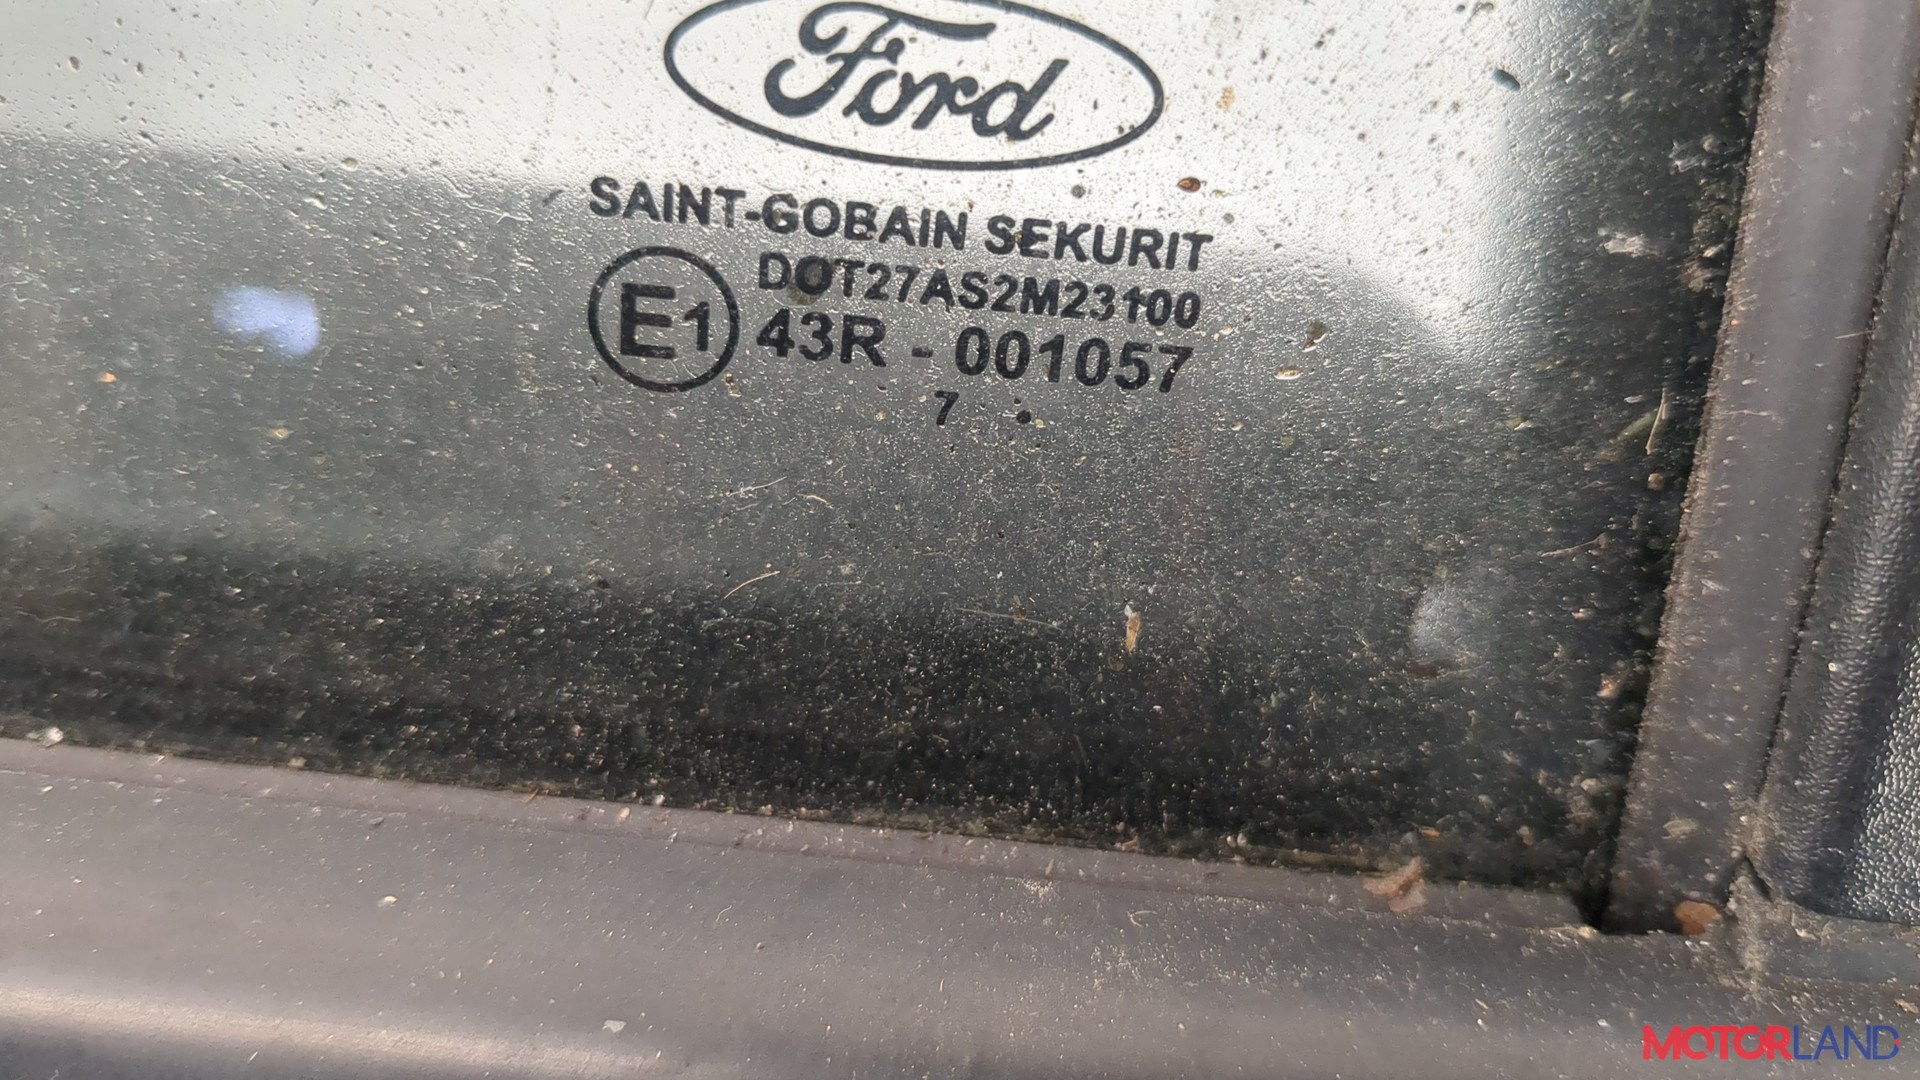 Ford
SAINT-GOBAIN SEKURIT
DOT27AS2M23100
E1 43R - 001057
7 .
MOTORLAND